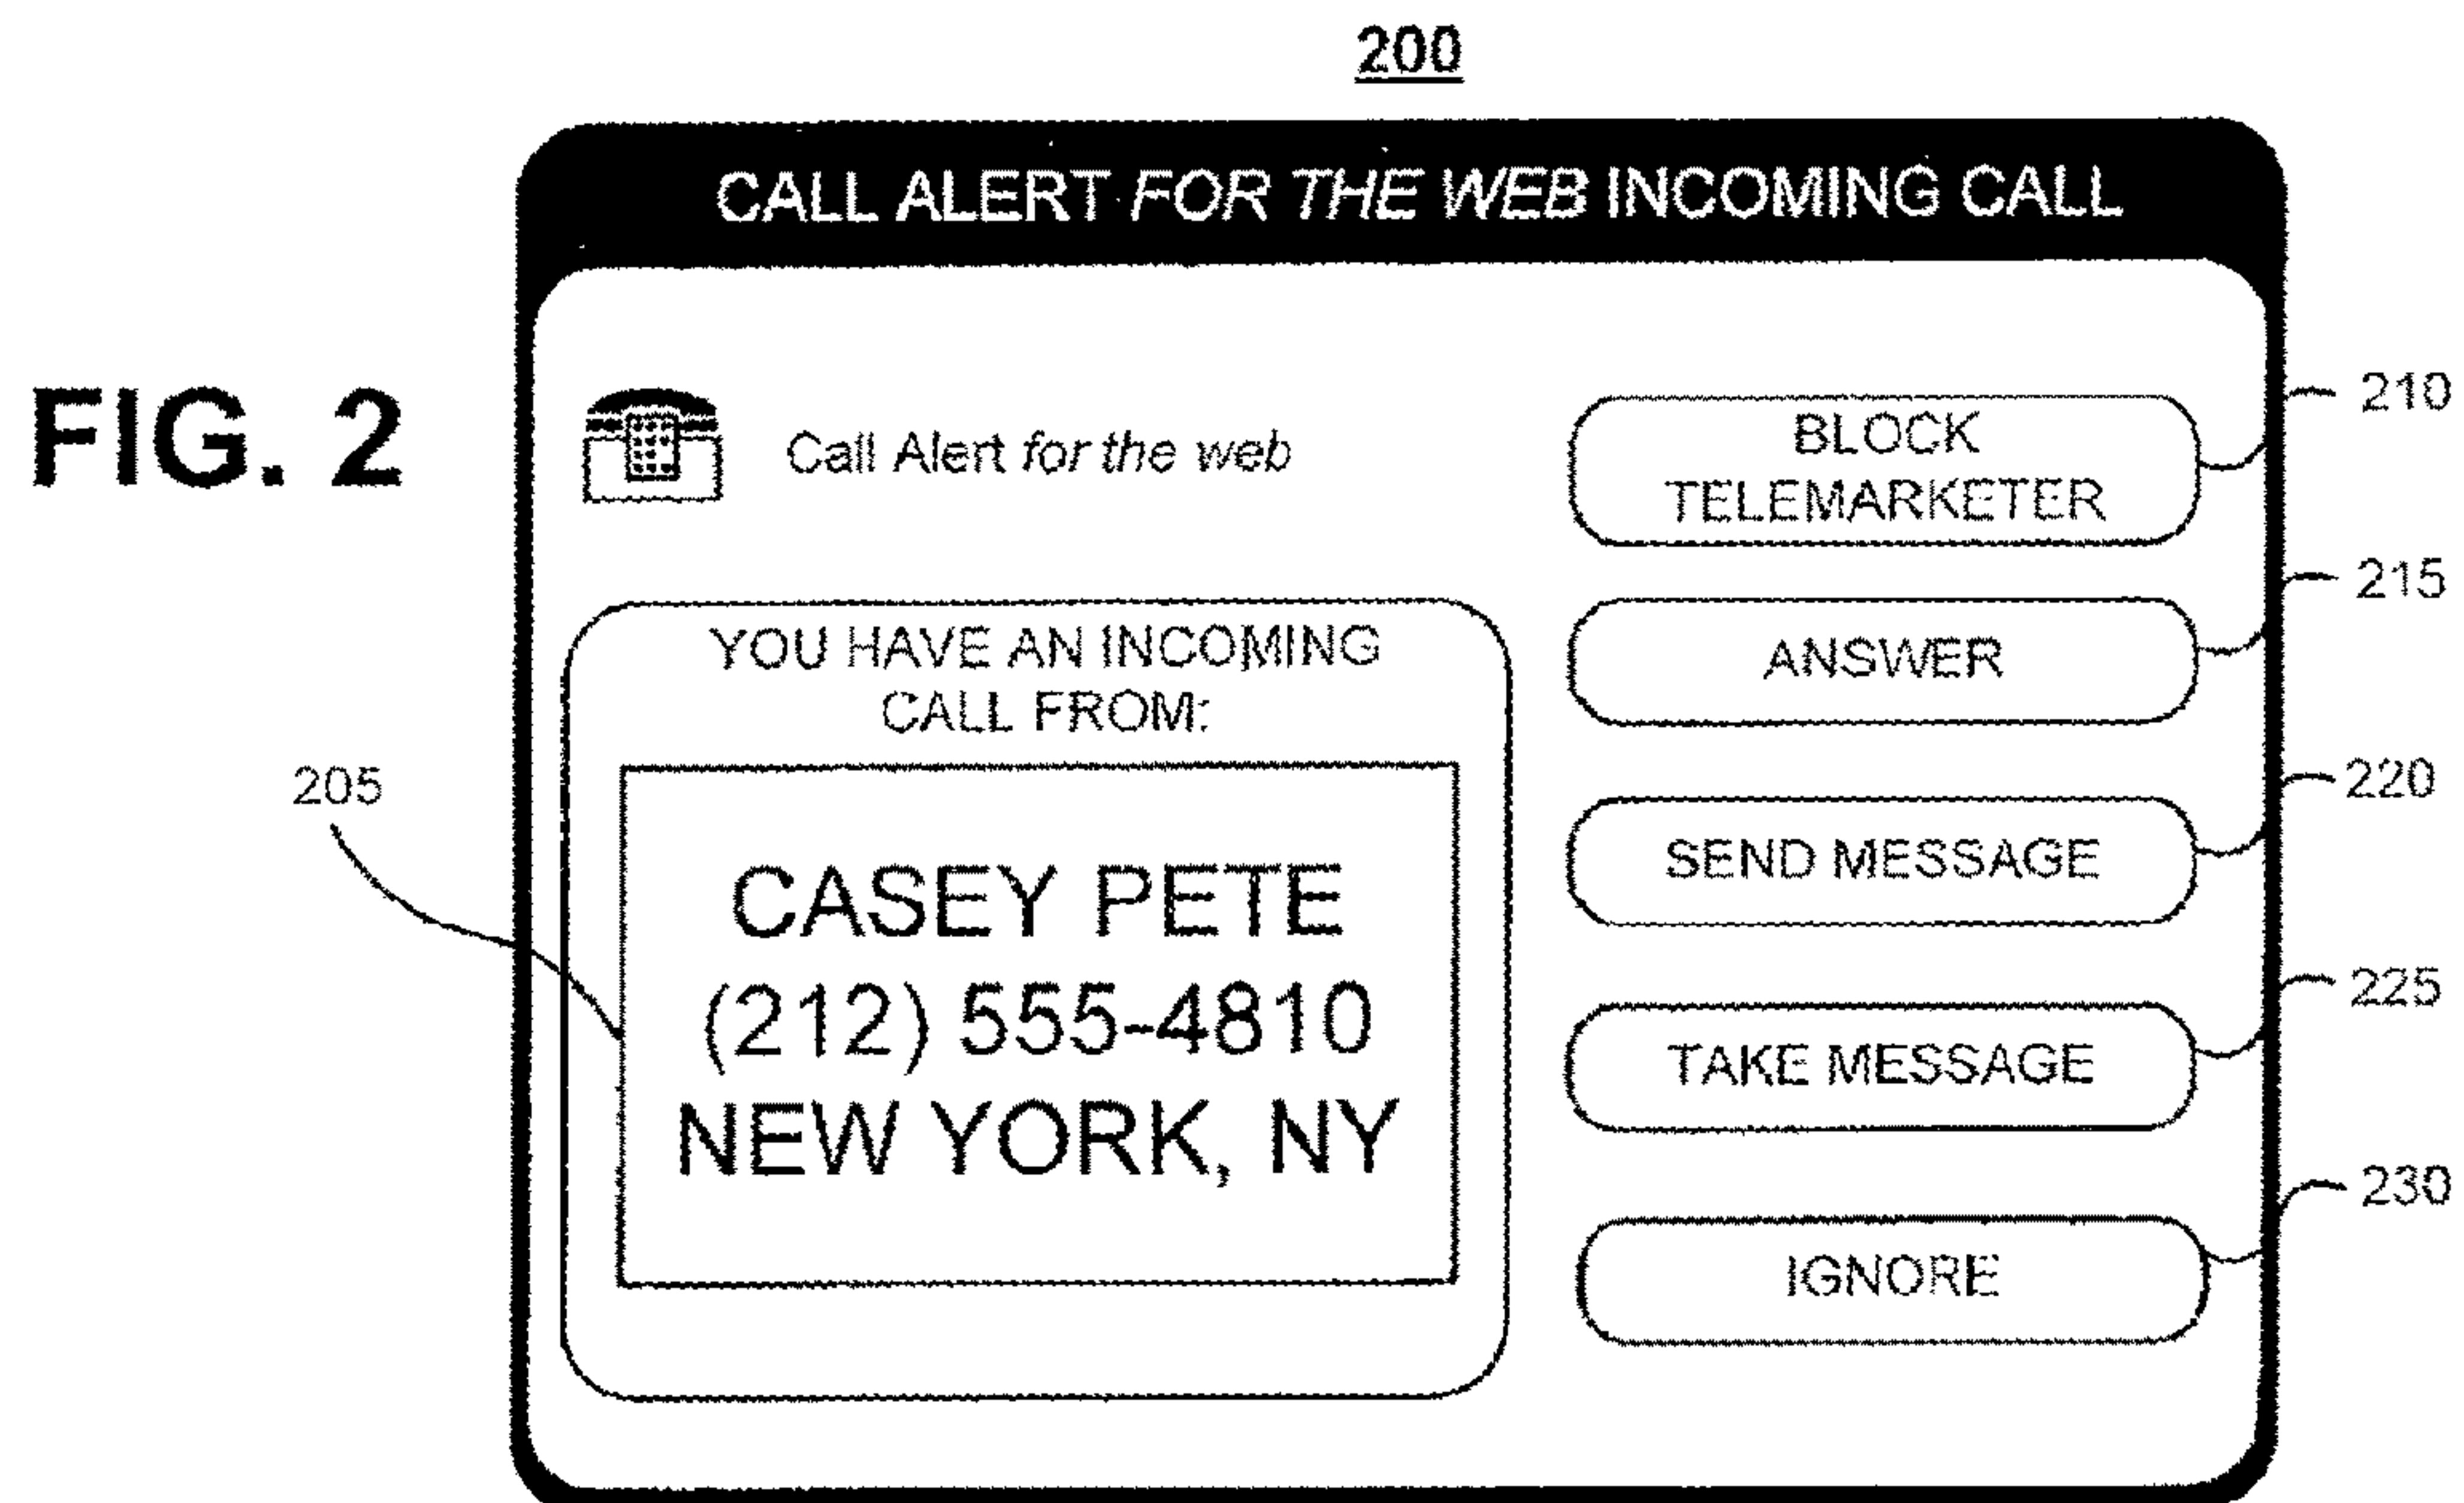 200
CALL ALERT FOR THE WEB INCOMING CALL
FIG. 2
Call Alert for the web
BLOCK
TELEMARKETER
210
ANSWER
215
YOU HAVE AN INCOMING
CALL FROM:
205
CASEY PETE
(212) 555-4810
NEW YORK, NY
SEND MESSAGE
220
TAKE MESSAGE
225
IGNORE
230